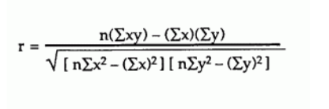 r = n(Σxy) – (Σx)(Σy) / √[ nΣx² – (Σx)² ] [ nΣy² – (Σy)² ]